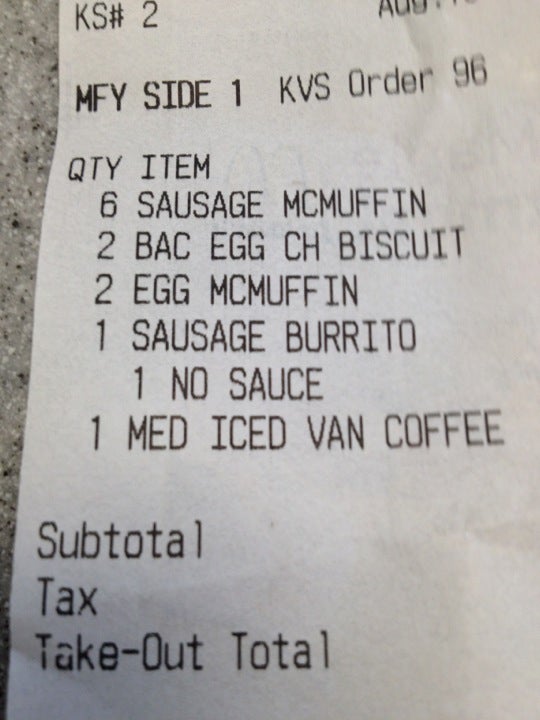 KS# 2
MFY SIDE 1 KVS Order 96
QTY ITEM
6 SAUSAGE MCMUFFIN
2 BAC EGG CH BISCUIT
2 EGG MCMUFFIN
1 SAUSAGE BURRITO
1 NO SAUCE
1 MED ICED VAN COFFEE
Subtotal
Tax
Take-Out Total